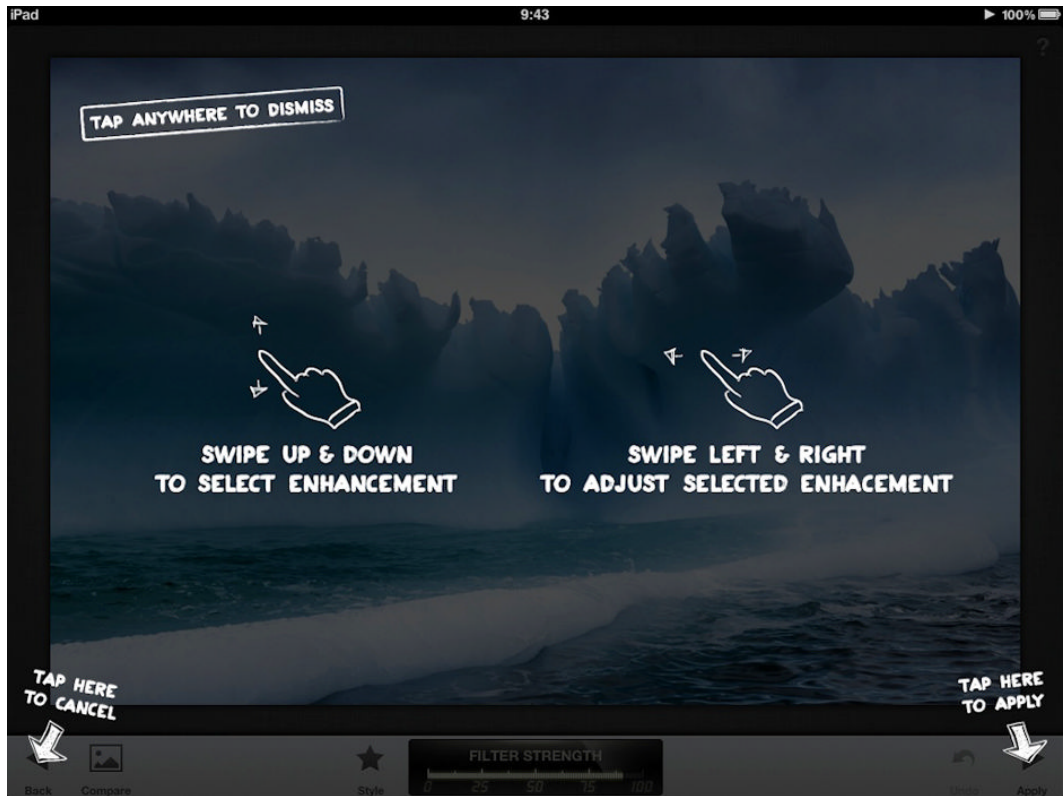 iPad 9:43 100%
?
TAP ANYWHERE TO DISMISS
SWIPE UP & DOWN
TO SELECT ENHANCEMENT
SWIPE LEFT & RIGHT
TO ADJUST SELECTED ENHACEMENT
TAP HERE
TO CANCEL
TAP HERE
TO APPLY
FILTER STRENGTH
0 25 50 75 100
Back Compare Style Undo Apply